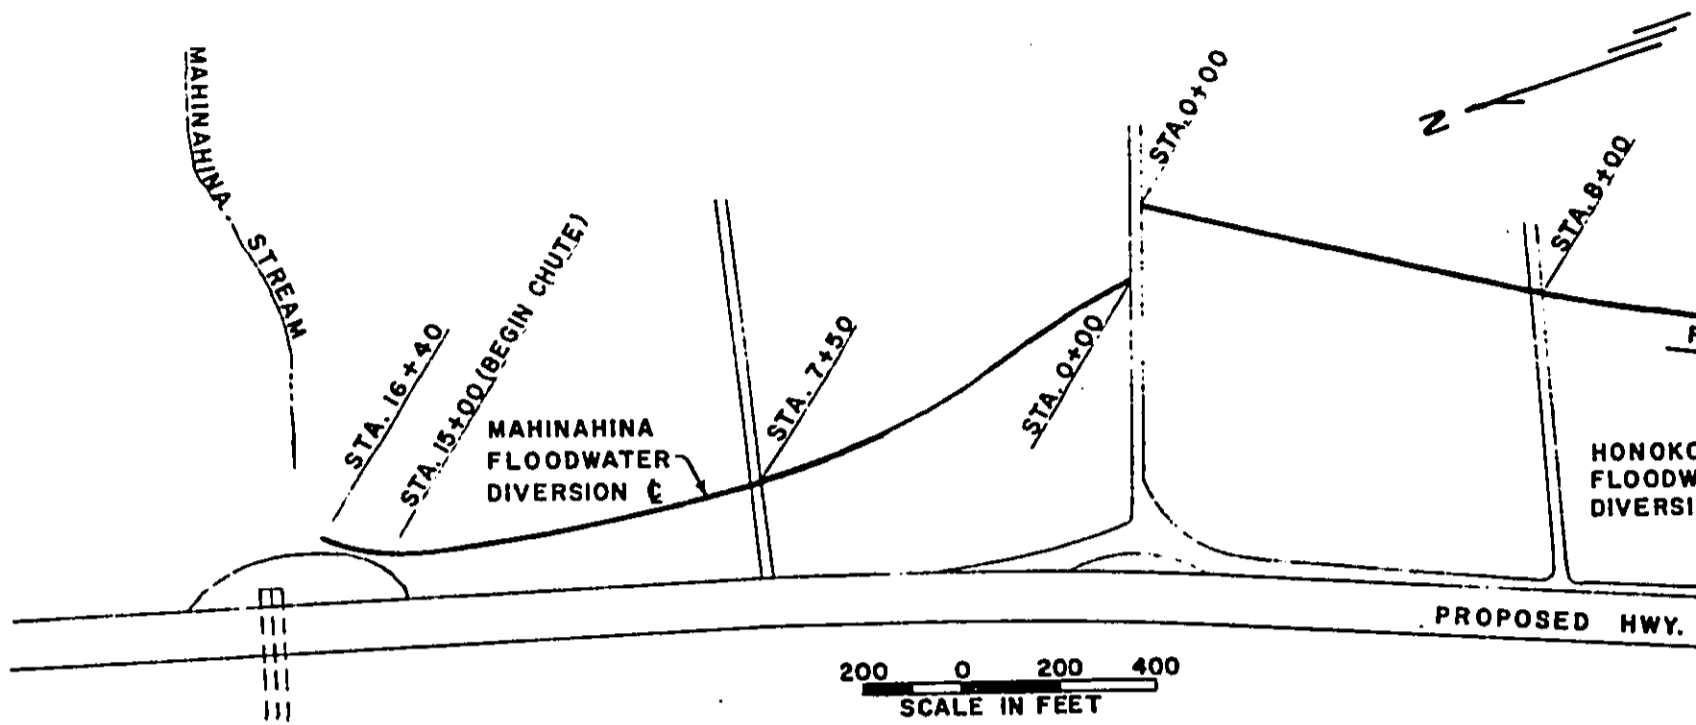 MAHINAHINA STREAM
STA. 16+40
STA. 15+00 (BEGIN CHUTE)
MAHINAHINA
FLOODWATER
DIVERSION ℄
STA. 7+50
STA. 0+00
STA. 0+00
N
STA. 8+00
HONOKO
FLOODW
DIVERSI
PROPOSED HWY.
200 0 200 400
SCALE IN FEET